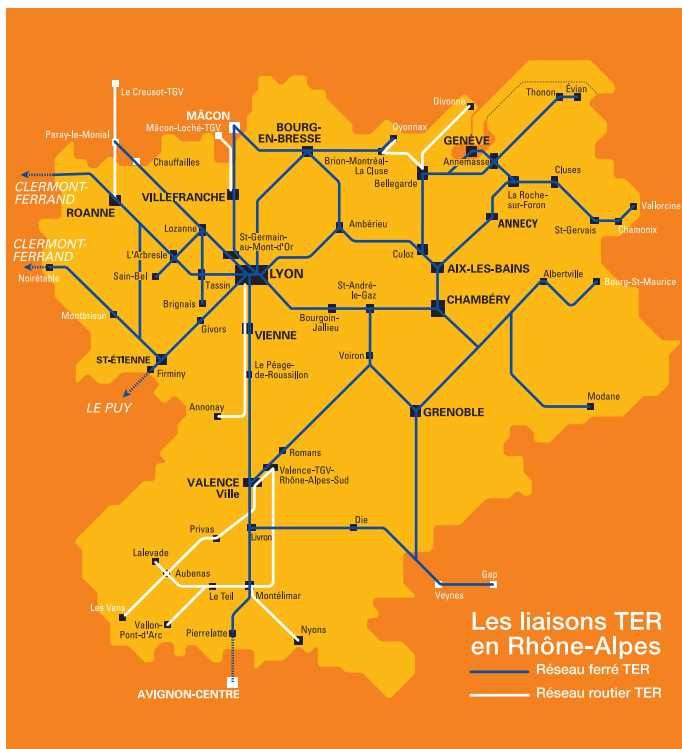 Le Creusot-TGV
MÂCON
Mâcon-Loché-TGV
Paray-le-Monial
Chauffailles
BOURG-
EN-BRESSE
Oyonnax
Brion-Montréal-
La Cluse
Divonne
GENÈVE
Annemasse
Bellegarde
Thonon
Évian
Cluses
La Roche-
sur-Foron
Vallorcine
ANNECY
St-Gervais
Chamonix
CLERMONT-
FERRAND
ROANNE
VILLEFRANCHE
Lozanne
St-Germain-
au-Mont-d'Or
Ambérieu
CLERMONT-
FERRAND
L'Arbresle
Culoz
Noirétable
Sain-Bel
Tassin
LYON
AIX-LES-BAINS
St-André-
le-Gaz
Albertville
Bourg-St-Maurice
Brignais
CHAMBÉRY
Montbrison
Givors
Bourgoin-
Jallieu
VIENNE
ST-ÉTIENNE
Voiron
Firminy
Le Péage-
de-Roussillon
LE PUY
Annonay
GRENOBLE
Modane
Romans
VALENCE
Ville
Valence-TGV-
Rhône-Alpes-Sud
Privas
Livron
Die
Lalevade
Aubenas
Le Teil
Montélimar
Veynes
Gap
Les Vans
Vallon-
Pont-d'Arc
Pierrelatte
Nyons
AVIGNON-CENTRE
Les liaisons TER
en Rhône-Alpes
Réseau ferré TER
Réseau routier TER